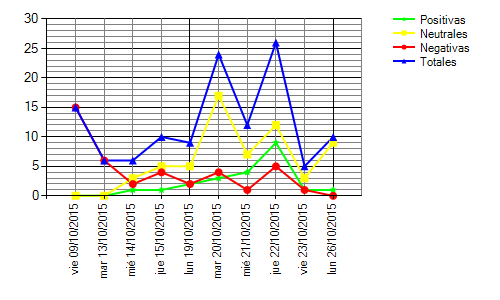 30
25
20
15
10
5
0
Positivas
Neutrales
Negativas
Totales
vie 09/10/2015
mar 13/10/2015
mié 14/10/2015
jue 15/10/2015
lun 19/10/2015
mar 20/10/2015
mié 21/10/2015
jue 22/10/2015
vie 23/10/2015
lun 26/10/2015